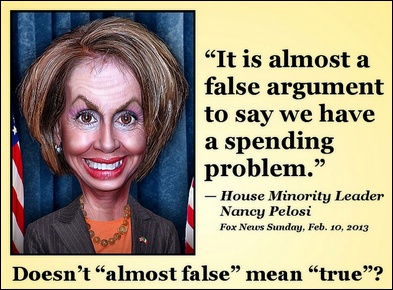 “It is almost a
false argument
to say we have
a spending
problem.”
— House Minority Leader
Nancy Pelosi
Fox News Sunday, Feb. 10, 2013
Doesn’t “almost false” mean “true”?